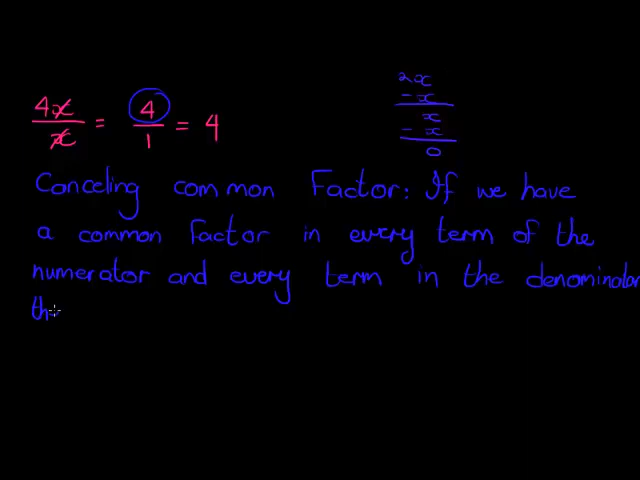 4x/x = 4/1 = 4
2x
- x
x
- x
0
Canceling common Factor: If we have
a common factor in every term of the
numerator and every term in the denominator
th